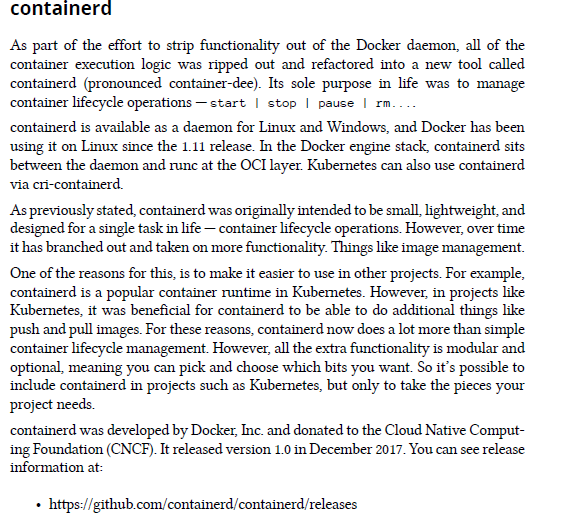 containerd
As part of the effort to strip functionality out of the Docker daemon, all of the
container execution logic was ripped out and refactored into a new tool called
containerd (pronounced container-dee). Its sole purpose in life was to manage
container lifecycle operations — start | stop | pause | rm....
containerd is available as a daemon for Linux and Windows, and Docker has been
using it on Linux since the 1.11 release. In the Docker engine stack, containerd sits
between the daemon and runc at the OCI layer. Kubernetes can also use containerd
via cri-containerd.
As previously stated, containerd was originally intended to be small, lightweight, and
designed for a single task in life — container lifecycle operations. However, over time
it has branched out and taken on more functionality. Things like image management.
One of the reasons for this, is to make it easier to use in other projects. For example,
containerd is a popular container runtime in Kubernetes. However, in projects like
Kubernetes, it was beneficial for containerd to be able to do additional things like
push and pull images. For these reasons, containerd now does a lot more than simple
container lifecycle management. However, all the extra functionality is modular and
optional, meaning you can pick and choose which bits you want. So it's possible to
include containerd in projects such as Kubernetes, but only to take the pieces your
project needs.
containerd was developed by Docker, Inc. and donated to the Cloud Native Comput-
ing Foundation (CNCF). It released version 1.0 in December 2017. You can see release
information at:
• https://github.com/containerd/containerd/releases